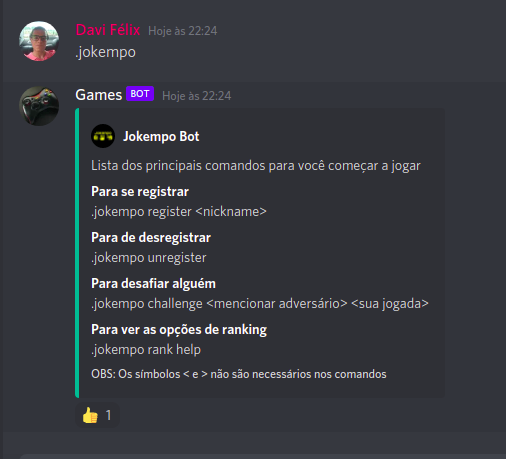 Davi Félix Hoje às 22:24
.jokempo
Games BOT Hoje às 22:24
Jokempo Bot
Lista dos principais comandos para você começar a jogar
Para se registrar
.jokempo register <nickname>
Para de desregistrar
.jokempo unregister
Para desafiar alguém
.jokempo challenge <mencionar adversário> <sua jogada>
Para ver as opções de ranking
.jokempo rank help
OBS: Os símbolos < e > não são necessários nos comandos
1